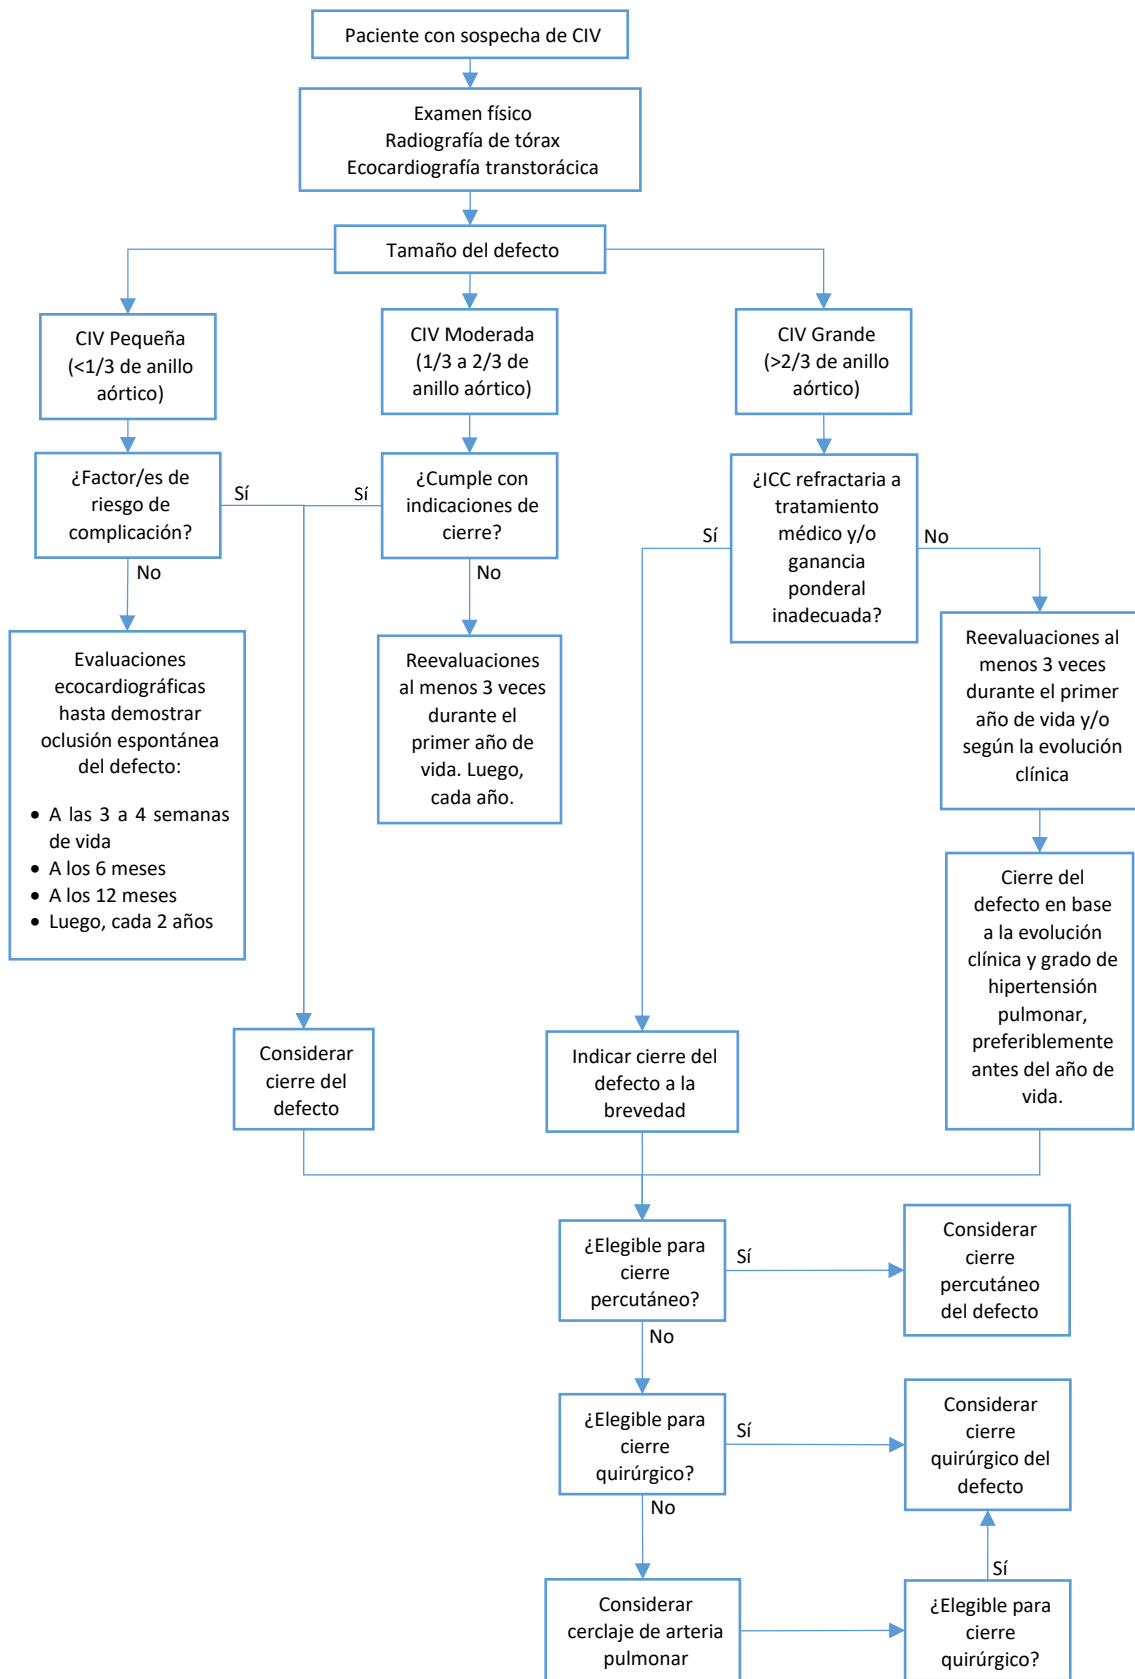 Paciente con sospecha de CIV
Examen físico
Radiografía de tórax
Ecocardiografía transtorácica
Tamaño del defecto
CIV Pequeña
(<1/3 de anillo
aórtico)
CIV Moderada
(1/3 a 2/3 de
anillo aórtico)
CIV Grande
(>2/3 de anillo
aórtico)
¿Factor/es de
riesgo de
complicación?
Sí
No
¿Cumple con
indicaciones de
cierre?
Sí
No
¿ICC refractaria a
tratamiento
médico y/o
ganancia
ponderal
inadecuada?
Sí
No
Evaluaciones
ecocardiográficas
hasta demostrar
oclusión espontánea
del defecto:
• A las 3 a 4 semanas
de vida
• A los 6 meses
• A los 12 meses
• Luego, cada 2 años
Reevaluaciones
al menos 3 veces
durante el
primer año de
vida. Luego,
cada año.
Reevaluaciones al
menos 3 veces
durante el primer
año de vida y/o
según la evolución
clínica
Cierre del
defecto en base
a la evolución
clínica y grado de
hipertensión
pulmonar,
preferiblemente
antes del año de
vida.
Considerar
cierre del
defecto
Indicar cierre del
defecto a la
brevedad
¿Elegible para
cierre
percutáneo?
Sí
No
Considerar
cierre
percutáneo
del defecto
¿Elegible para
cierre
quirúrgico?
Sí
No
Considerar
cierre
quirúrgico del
defecto
Considerar
cerclaje de arteria
pulmonar
Sí
¿Elegible para
cierre
quirúrgico?